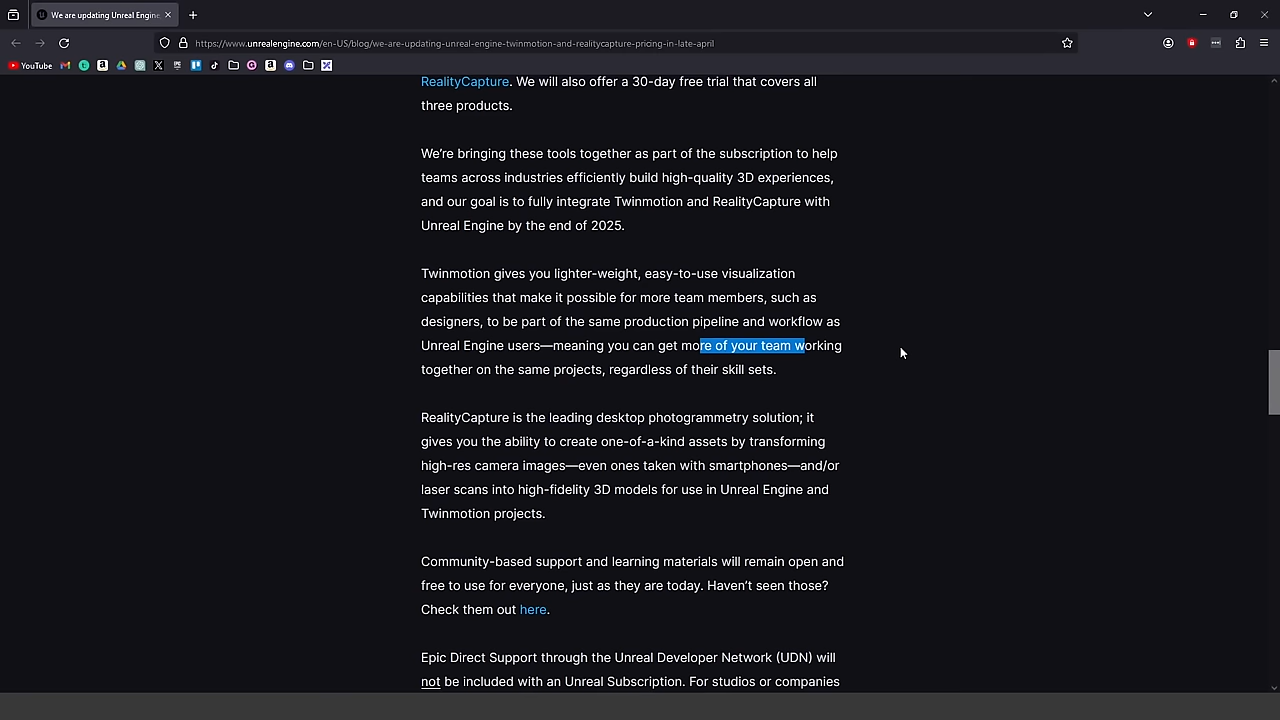 We are updating Unreal Engine,
https://www.unrealengine.com/en-US/blog/we-are-updating-unreal-engine-twinmotion-and-realitycapture-pricing-in-late-april
YouTube
RealityCapture. We will also offer a 30-day free trial that covers all
three products.
We’re bringing these tools together as part of the subscription to help
teams across industries efficiently build high-quality 3D experiences,
and our goal is to fully integrate Twinmotion and RealityCapture with
Unreal Engine by the end of 2025.
Twinmotion gives you lighter-weight, easy-to-use visualization
capabilities that make it possible for more team members, such as
designers, to be part of the same production pipeline and workflow as
Unreal Engine users—meaning you can get more of your team working
together on the same projects, regardless of their skill sets.
RealityCapture is the leading desktop photogrammetry solution; it
gives you the ability to create one-of-a-kind assets by transforming
high-res camera images—even ones taken with smartphones—and/or
laser scans into high-fidelity 3D models for use in Unreal Engine and
Twinmotion projects.
Community-based support and learning materials will remain open and
free to use for everyone, just as they are today. Haven’t seen those?
Check them out here.
Epic Direct Support through the Unreal Developer Network (UDN) will
not be included with an Unreal Subscription. For studios or companies